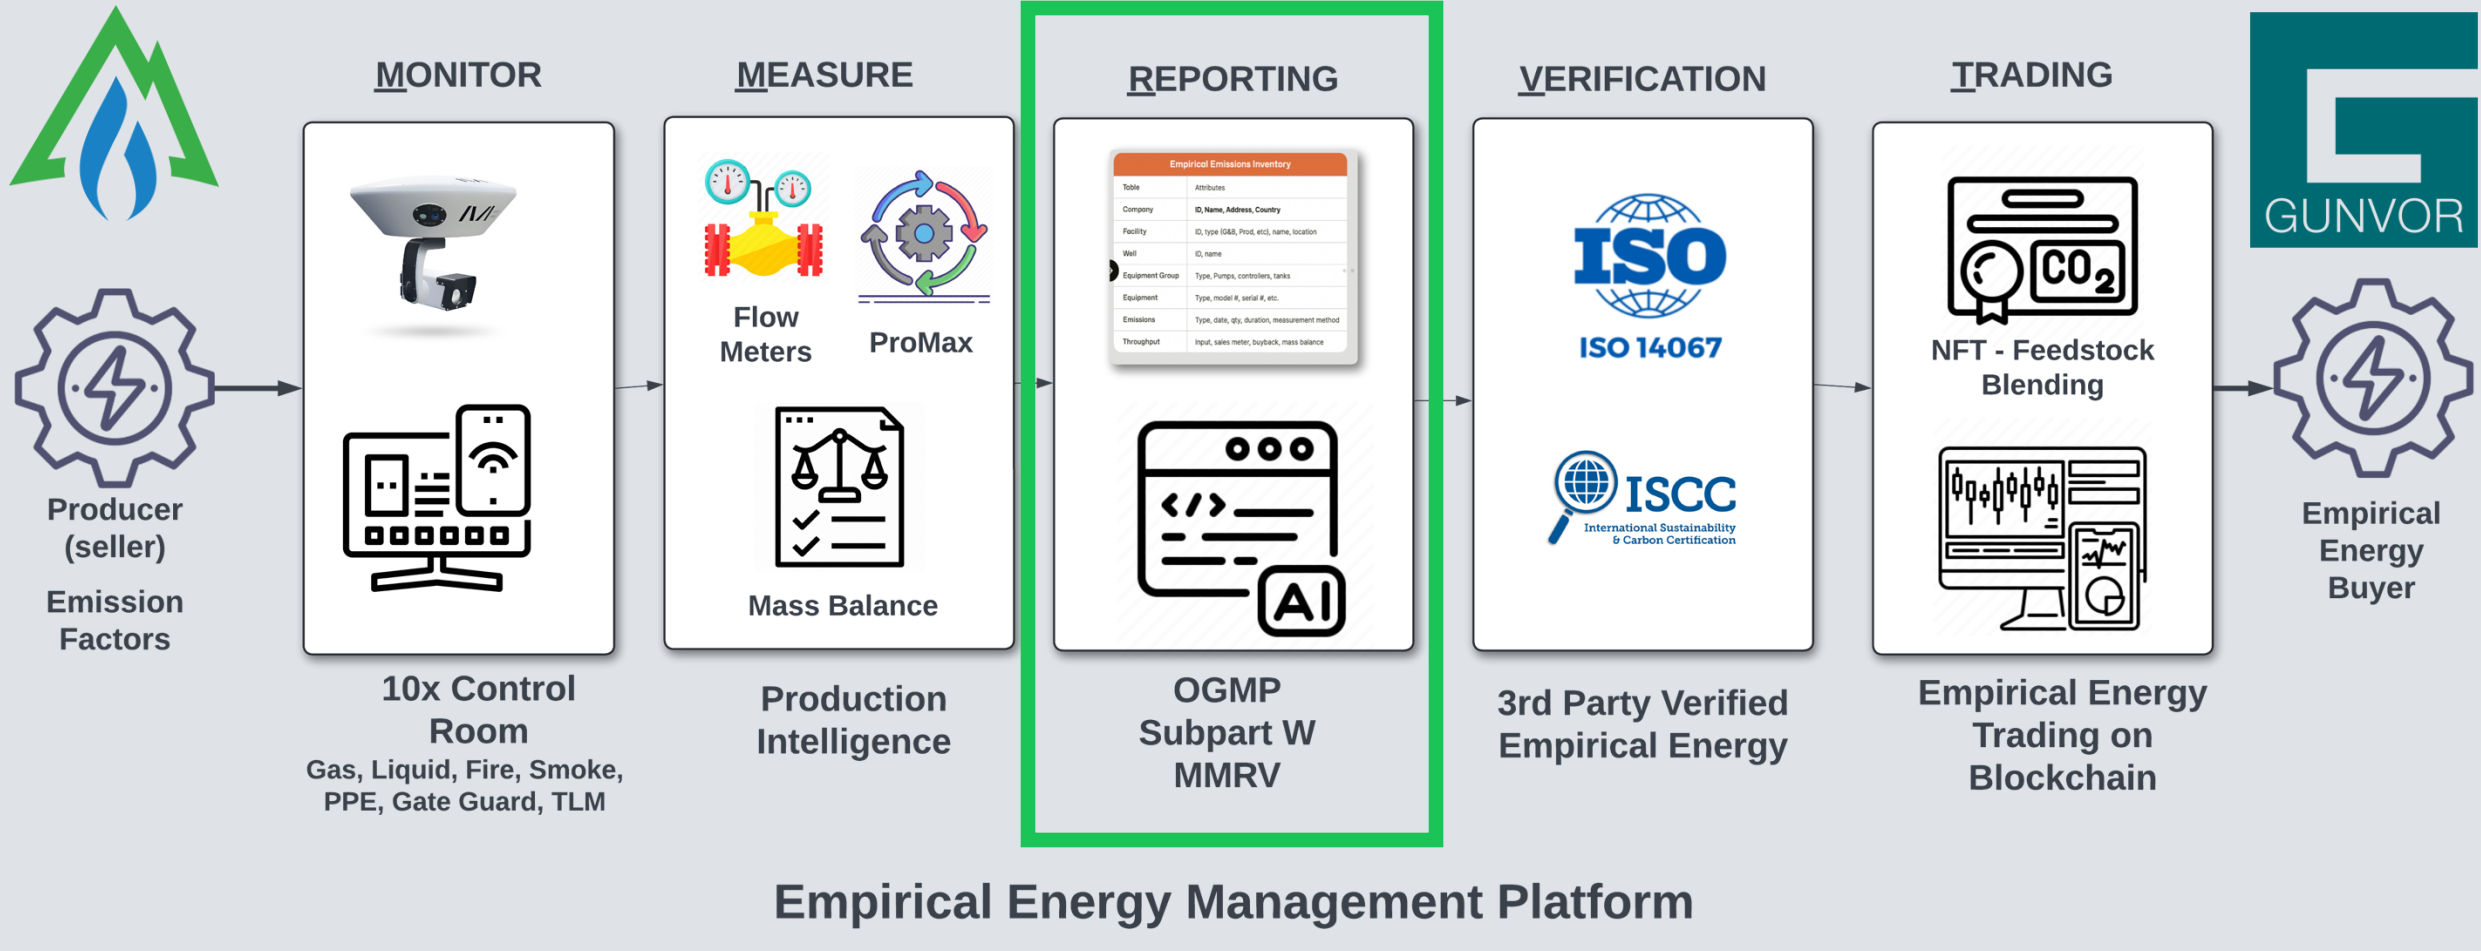 MONITOR
MEASURE
REPORTING
VERIFICATION
TRADING
GUNVOR
Producer
(seller)
Emission
Factors
10x Control
Room
Gas, Liquid, Fire, Smoke,
PPE, Gate Guard, TLM
Flow
Meters
ProMax
Mass Balance
Production
Intelligence
Empirical Emissions Inventory
Table Attributes
Company ID, Name, Address, Country
Facility ID, type (G&B, Prod, etc), name, location
Well ID, name
Equipment Group Type, Pumps, controllers, tanks
Equipment Type, model #, serial #, etc.
Emissions Type, date, qty, duration, measurement method
Throughput Input, sales meter, buyback, mass balance
</>
AI
OGMP
Subpart W
MMRV
ISO
ISO 14067
ISCC
International Sustainability
& Carbon Certification
3rd Party Verified
Empirical Energy
CO2
NFT - Feedstock
Blending
Empirical Energy
Trading on
Blockchain
Empirical
Energy
Buyer
Empirical Energy Management Platform